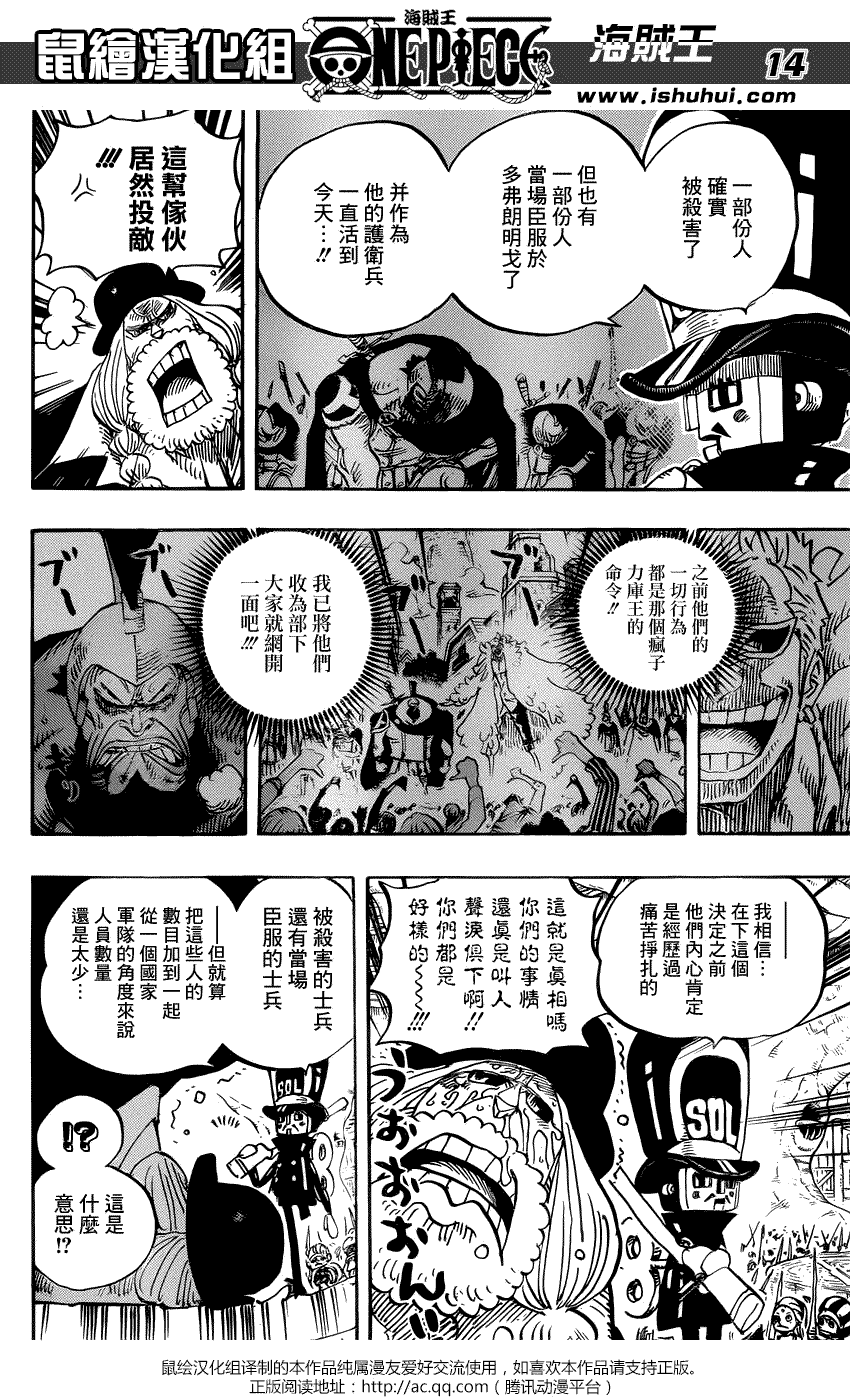 鼠繪漢化組
海賊王
ONE PIECE
海賊王
14
www.ishuhui.com
一部份人
確實
被殺害了
但也有
一部份人
當場臣服於
多弗朗明戈了
并作為
他的護衛兵
一直活到
今天…!!
這幫傢伙
居然投敵
!!!
之前他們的
一切行為
都是那個瘋子
力庫王的
命令!!
我已將他們
收為部下
大家就網開
一面吧!!!
ブブ
ブブ
——
我相信…
在下這個
決定之前
他們內心肯定
是經歷過
痛苦掙扎的
這就是真相嗎
你們的事情
還真是叫人
聲淚俱下啊!!
你們都是
好樣的~~~!!!
うおおおおん
SOL
被殺害的士兵
還有當場
臣服的士兵
——但就算
把這些人的
數目加到一起
從一個國家
軍隊的角度來說
人員數量
還是太少…
SOL
!?
這是
什麼
意思!?
鼠绘汉化组译制的本作品纯属漫友爱好交流使用，如喜欢本作品请支持正版。
正版阅读地址：http://ac.qq.com（腾讯动漫平台）